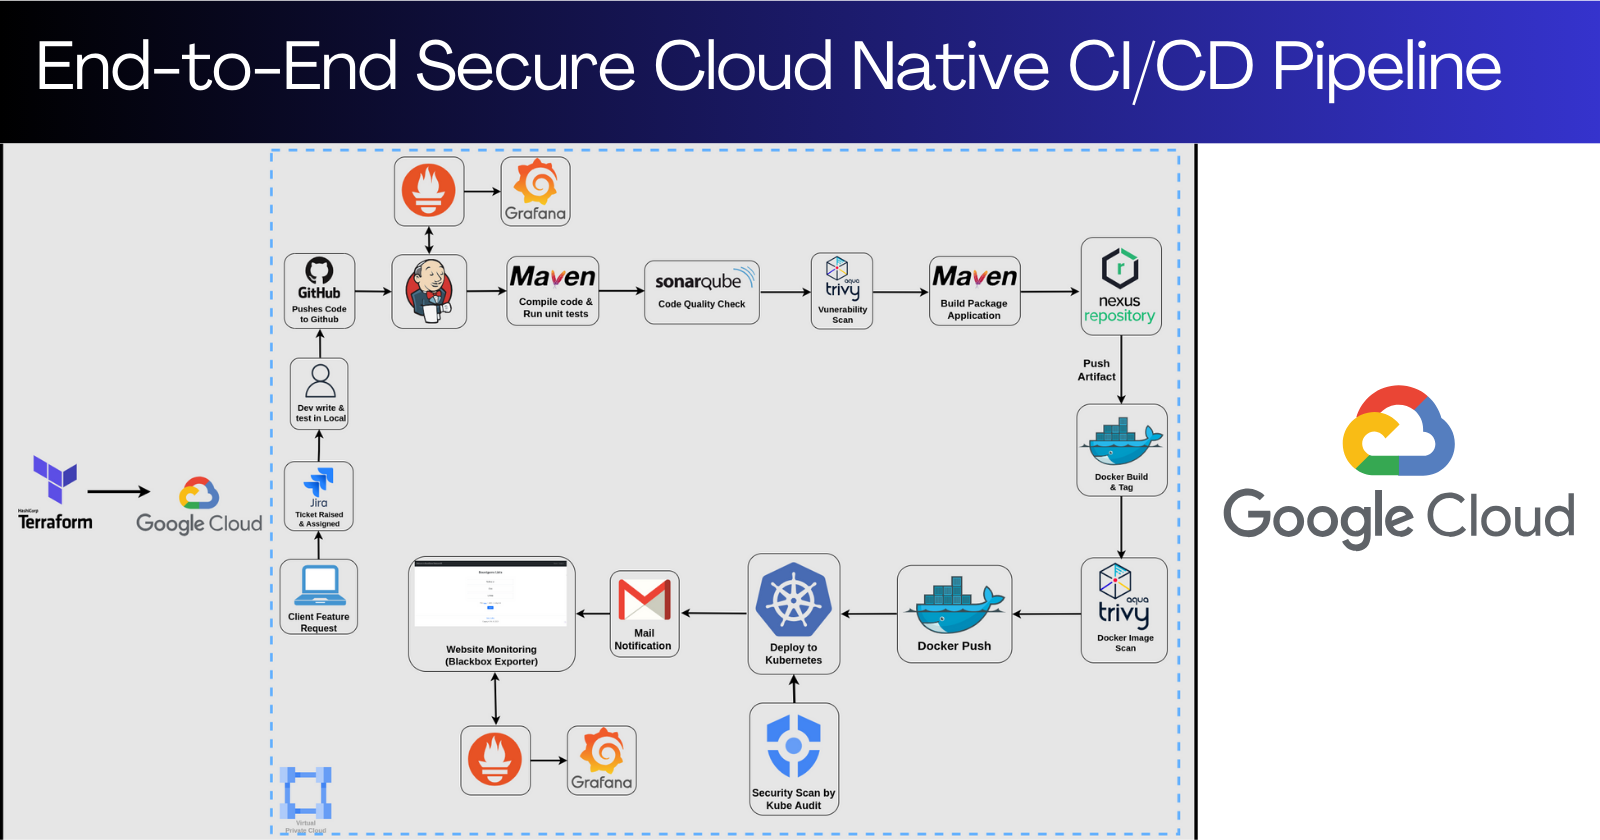 End-to-End Secure Cloud Native CI/CD Pipeline
Grafana
GitHub
Pushes Code
to Github
Maven
Compile code &
Run unit tests
sonarqube
Code Quality Check
aqua
trivy
Vunerability
Scan
Maven
Build Package
Application
nexus
repository
Push
Artifact
Dev write &
test in Local
Docker Build
& Tag
HashiCorp
Terraform
Google Cloud
Jira
Ticket Raised
& Assigned
Google Cloud
Client Feature
Request
Website Monitoring
(Blackbox Exporter)
Mail
Notification
Deploy to
Kubernetes
Docker Push
aqua
trivy
Docker Image
Scan
Grafana
Security Scan by
Kube Audit
Virtual
Private Cloud